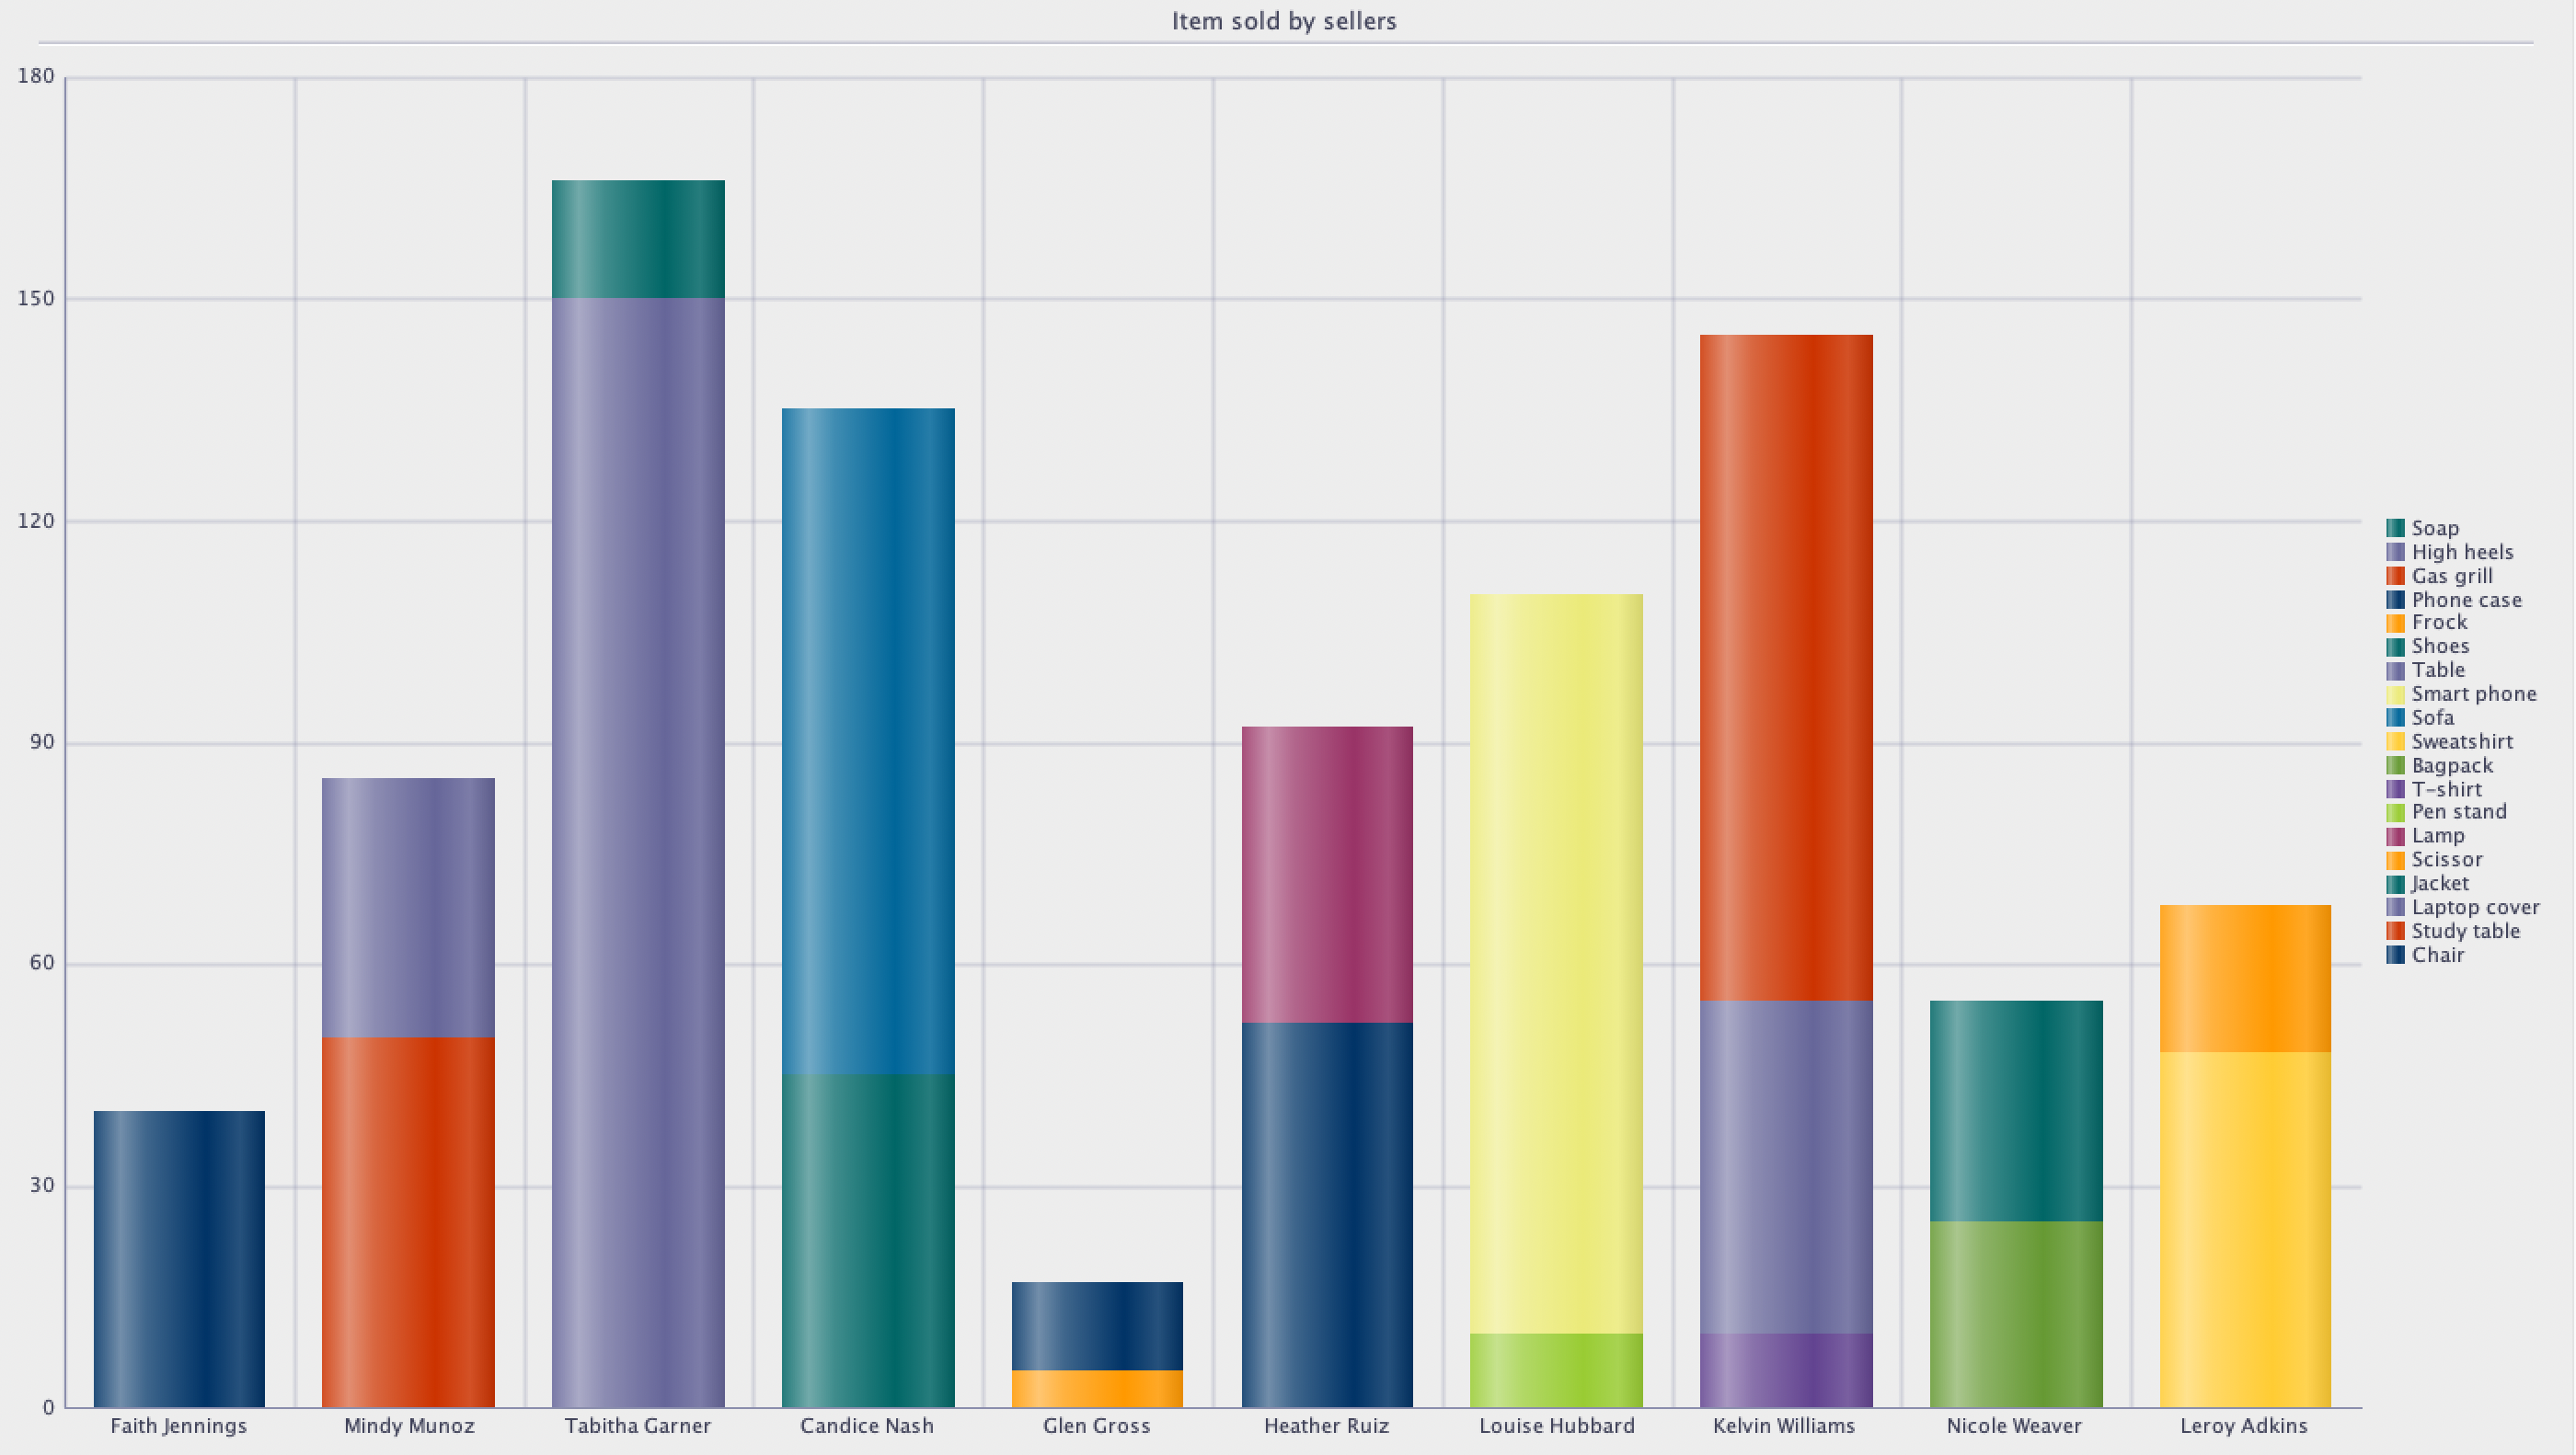 Item sold by sellers
180
150
120
90
60
30
0
Faith Jennings
Mindy Munoz
Tabitha Garner
Candice Nash
Glen Gross
Heather Ruiz
Louise Hubbard
Kelvin Williams
Nicole Weaver
Leroy Adkins
Soap
High heels
Gas grill
Phone case
Frock
Shoes
Table
Smart phone
Sofa
Sweatshirt
Bagpack
T-shirt
Pen stand
Lamp
Scissor
Jacket
Laptop cover
Study table
Chair